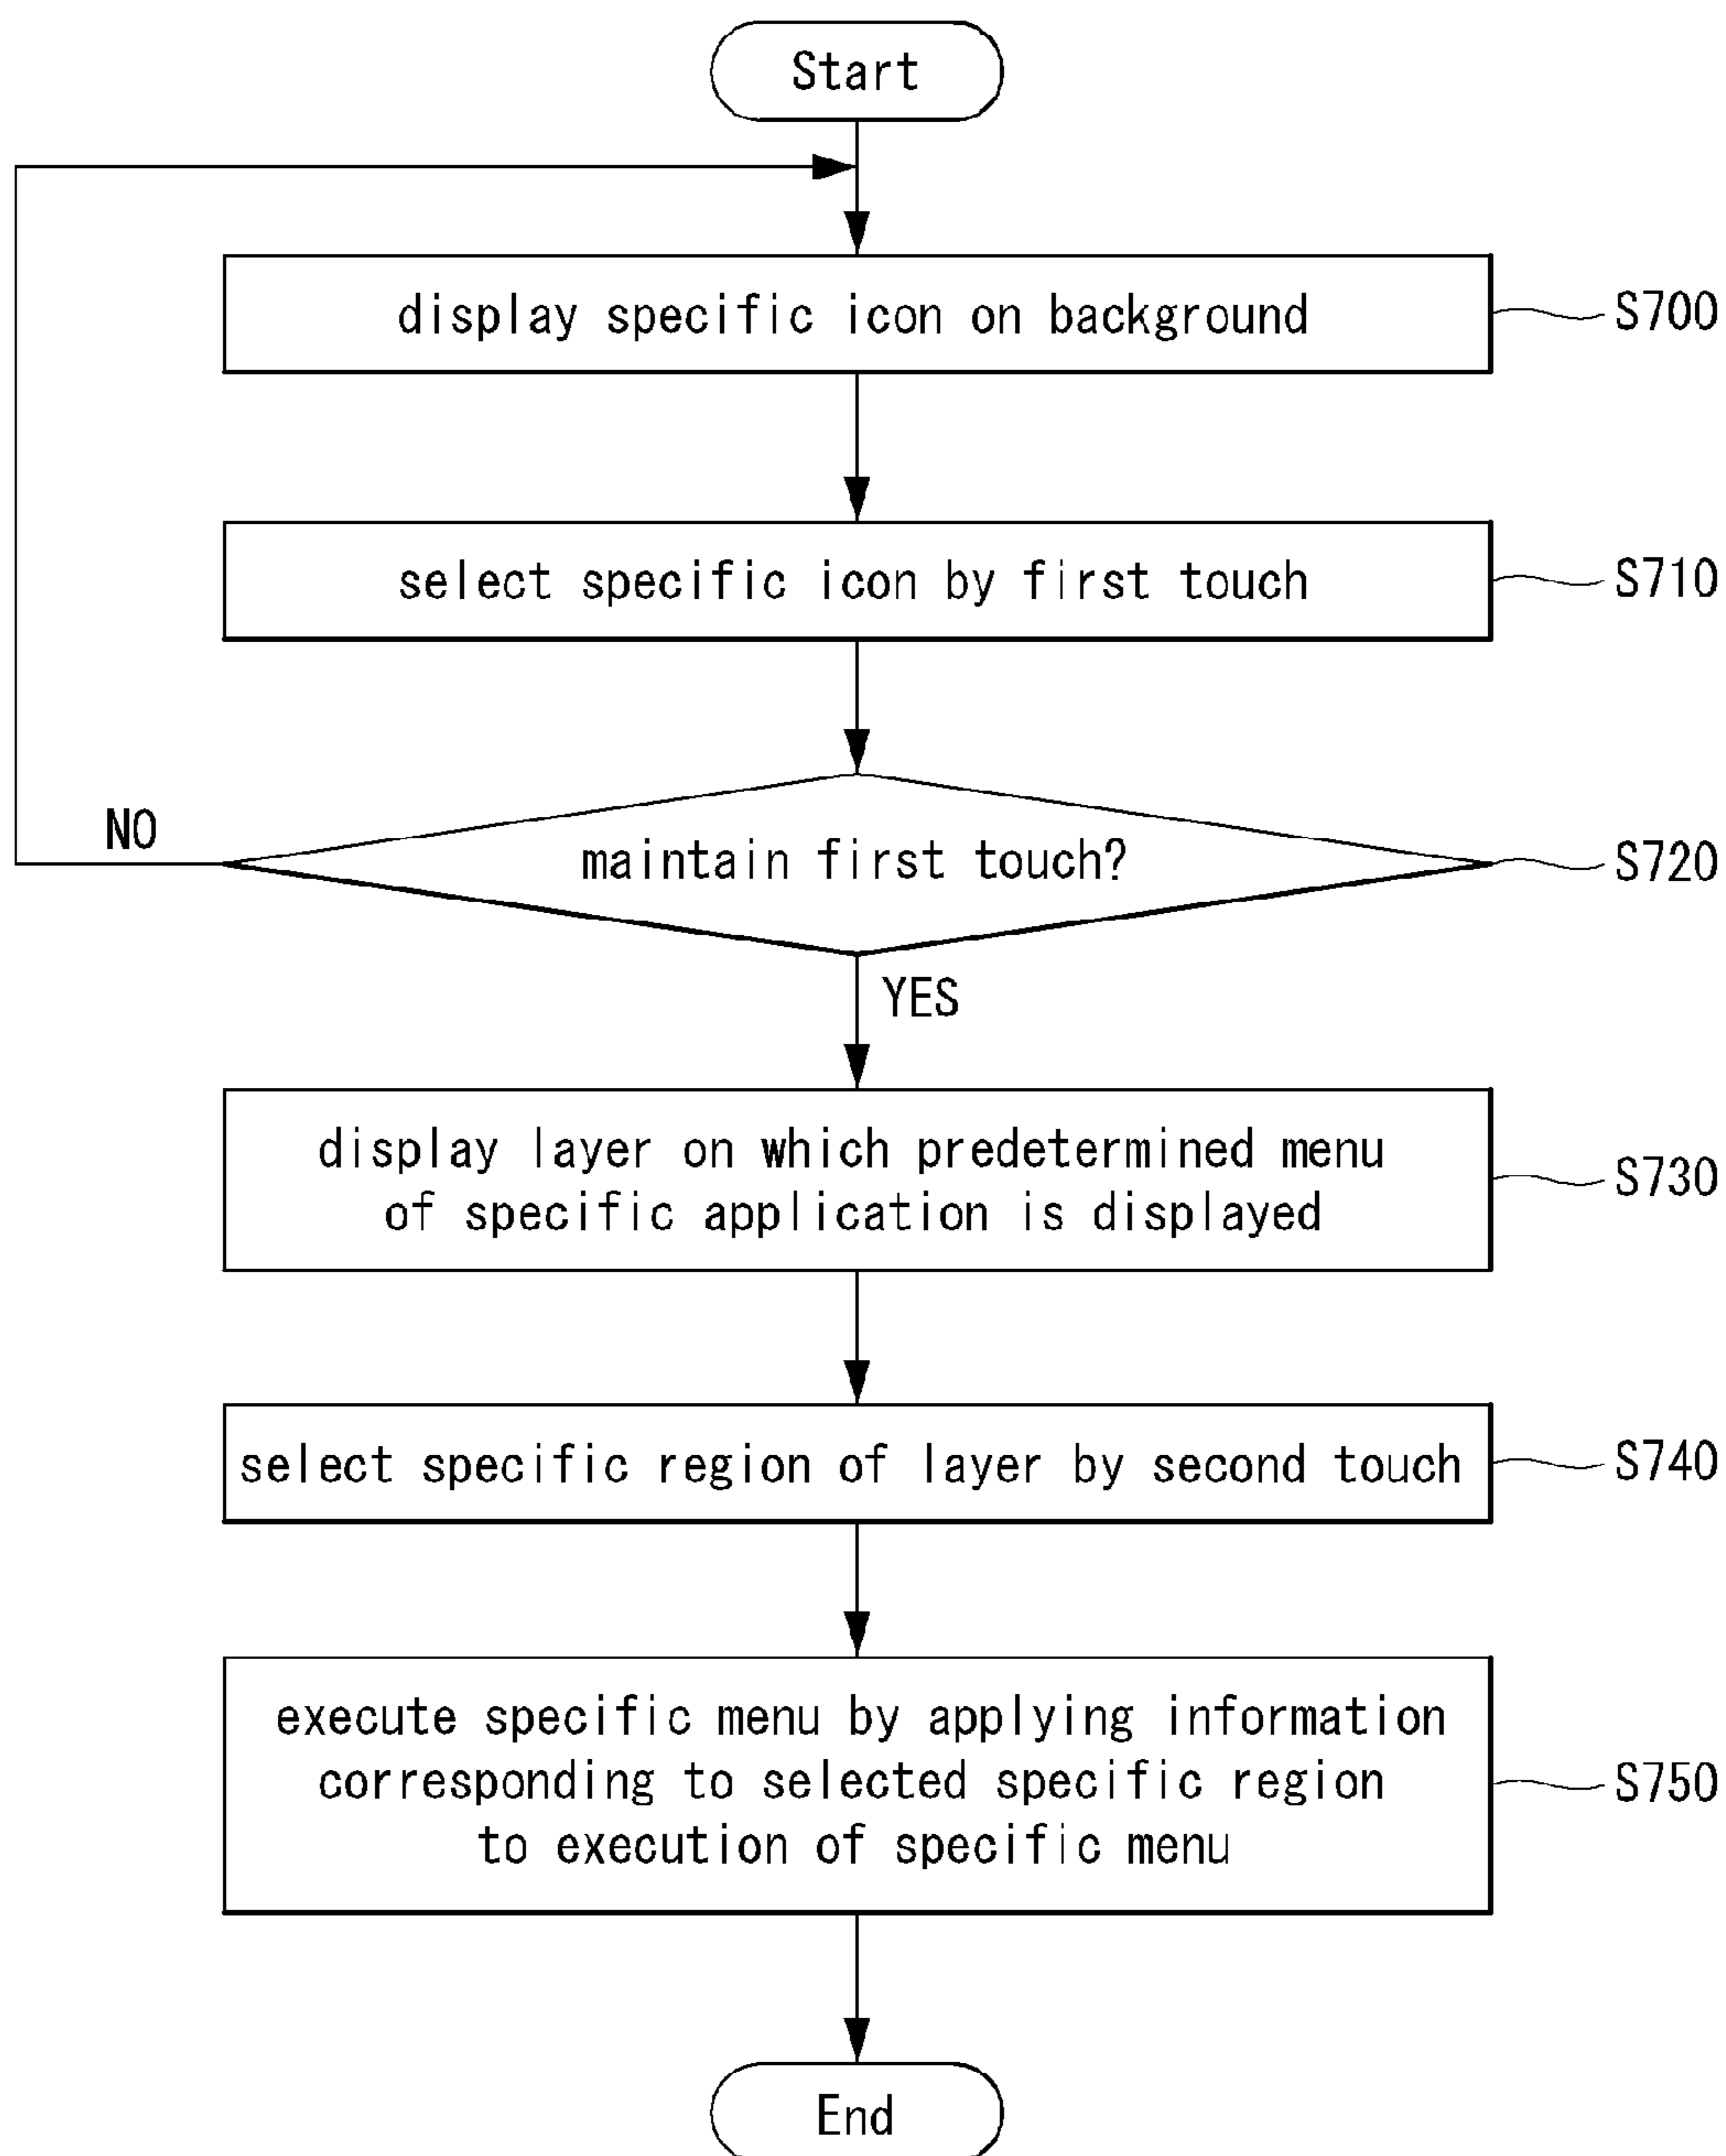 Start
display specific icon on background
S700
select specific icon by first touch
S710
maintain first touch?
S720
NO
YES
display layer on which predetermined menu
of specific application is displayed
S730
select specific region of layer by second touch
S740
execute specific menu by applying information
corresponding to selected specific region
to execution of specific menu
S750
End